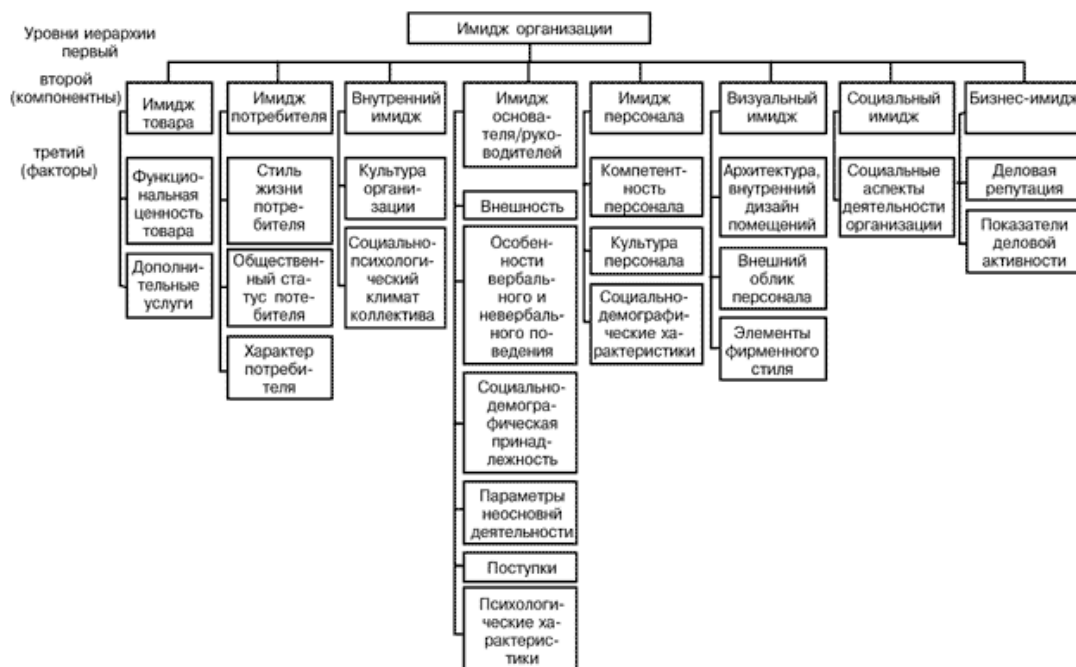 Имидж организации
Уровни иерархии
первый
второй
(компонентны)
третий
(факторы)
Имидж
товара
Функцио-
нальная
ценность
товара
Дополни-
тельные
услуги
Имидж
потребителя
Стиль
жизни
потре-
бителя
Общественный
статус поте-
бителя
Характер
потреби-
теля
Внутренний
имидж
Культура
органи-
зации
Социально-
психологи-
ческий
климат
коллектива
Имидж
основа-
теля/руко-
водителей
Внешность
Особен-
ности
вербаль-
ного и
невербаль-
ного по-
ведения
Социально-
демогра-
фическая
принад-
лежность
Параметры
неосновнй
деятельности
Поступки
Психологи-
ческие ха-
рактерис-
тики
Имидж
персонала
Компетент-
ность
персонала
Культура
персонала
Социально-
демографи-
ческие ха-
рактеристики
Визуальный
имидж
Архитектура,
внутренний
дизайн
помещений
Внешний
облик
персонала
Элементы
фирменного
стиля
Социальный
имидж
Социальные
аспекты
деятельности
организации
Бизнес-имидж
Деловая
репутация
Показатели
деловой
активности